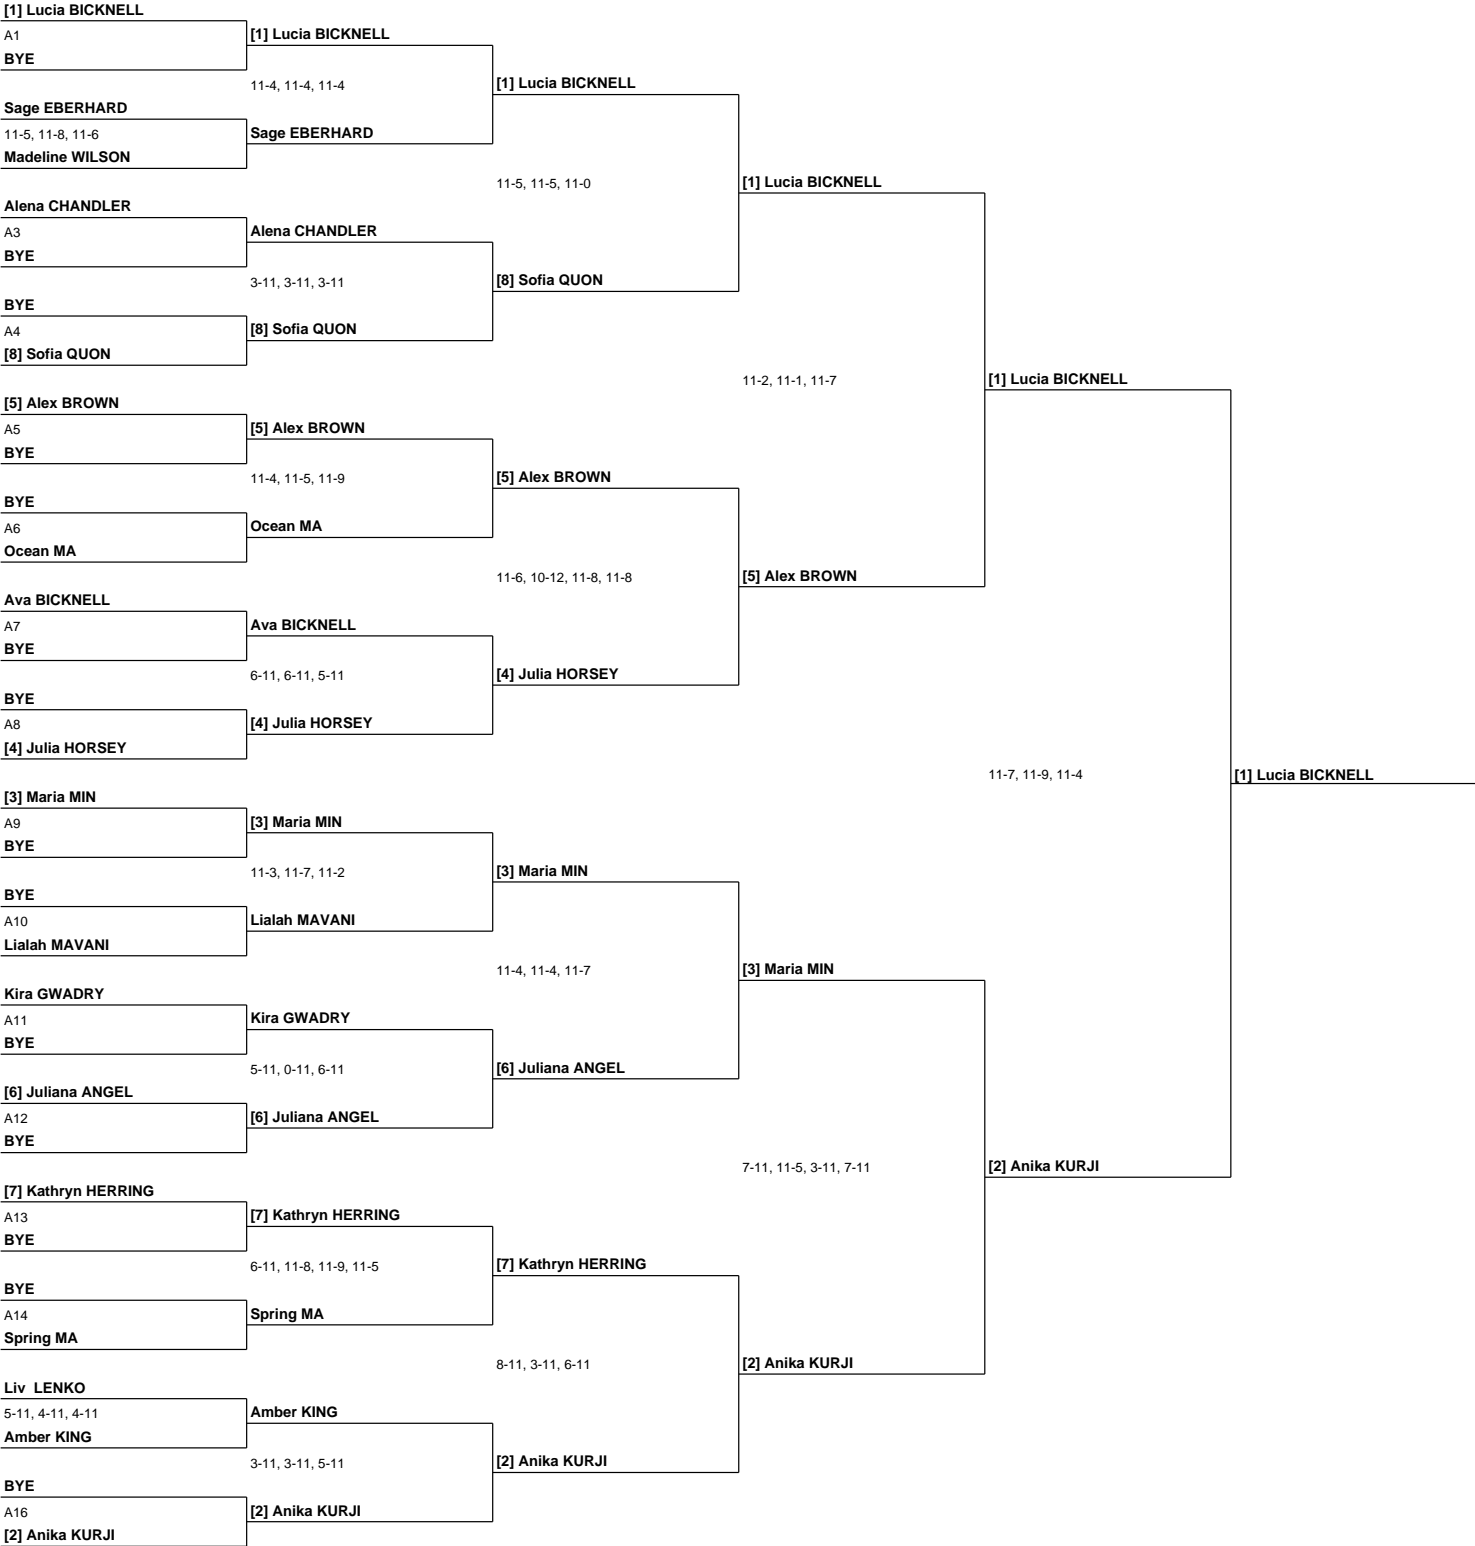 [1] Lucia BICKNELL
A1
BYE
Sage EBERHARD
11-5, 11-8, 11-6
Madeline WILSON
Alena CHANDLER
A3
BYE
BYE
A4
[8] Sofia QUON
[5] Alex BROWN
A5
BYE
BYE
A6
Ocean MA
Ava BICKNELL
A7
BYE
BYE
A8
[4] Julia HORSEY
[3] Maria MIN
A9
BYE
BYE
A10
Lialah MAVANI
Kira GWADRY
A11
BYE
[6] Juliana ANGEL
A12
BYE
[7] Kathryn HERRING
A13
BYE
BYE
A14
Spring MA
Liv LENKO
5-11, 4-11, 4-11
Amber KING
BYE
A16
[2] Anika KURJI
[1] Lucia BICKNELL
11-4, 11-4, 11-4
Sage EBERHARD
Alena CHANDLER
3-11, 3-11, 3-11
[8] Sofia QUON
[5] Alex BROWN
11-4, 11-5, 11-9
Ocean MA
Ava BICKNELL
6-11, 6-11, 5-11
[4] Julia HORSEY
[3] Maria MIN
11-3, 11-7, 11-2
Lialah MAVANI
Kira GWADRY
5-11, 0-11, 6-11
[6] Juliana ANGEL
[7] Kathryn HERRING
6-11, 11-8, 11-9, 11-5
Spring MA
Amber KING
3-11, 3-11, 5-11
[2] Anika KURJI
[1] Lucia BICKNELL
11-5, 11-5, 11-0
[8] Sofia QUON
[5] Alex BROWN
11-6, 10-12, 11-8, 11-8
[4] Julia HORSEY
[3] Maria MIN
11-4, 11-4, 11-7
[6] Juliana ANGEL
[7] Kathryn HERRING
8-11, 3-11, 6-11
[2] Anika KURJI
[1] Lucia BICKNELL
11-2, 11-1, 11-7
[5] Alex BROWN
[3] Maria MIN
7-11, 11-5, 3-11, 7-11
[2] Anika KURJI
[1] Lucia BICKNELL
11-7, 11-9, 11-4
[2] Anika KURJI
[1] Lucia BICKNELL